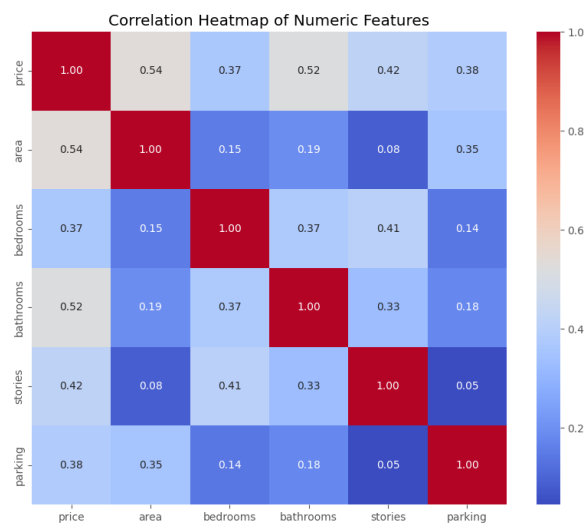 Correlation Heatmap of Numeric Features
price 1.00 0.54 0.37 0.52 0.42 0.38
area 0.54 1.00 0.15 0.19 0.08 0.35
bedrooms 0.37 0.15 1.00 0.37 0.41 0.14
bathrooms 0.52 0.19 0.37 1.00 0.33 0.18
stories 0.42 0.08 0.41 0.33 1.00 0.05
parking 0.38 0.35 0.14 0.18 0.05 1.00
price area bedrooms bathrooms stories parking
1.0
0.8
0.6
0.4
0.2